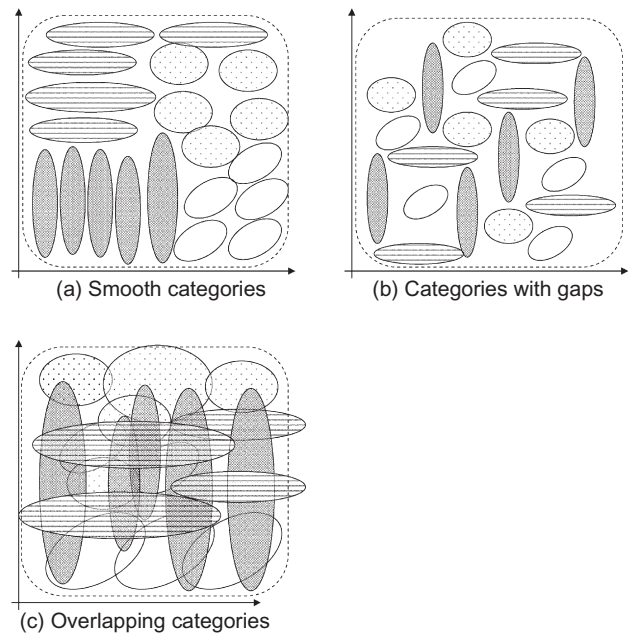 (a) Smooth categories
(b) Categories with gaps
(c) Overlapping categories